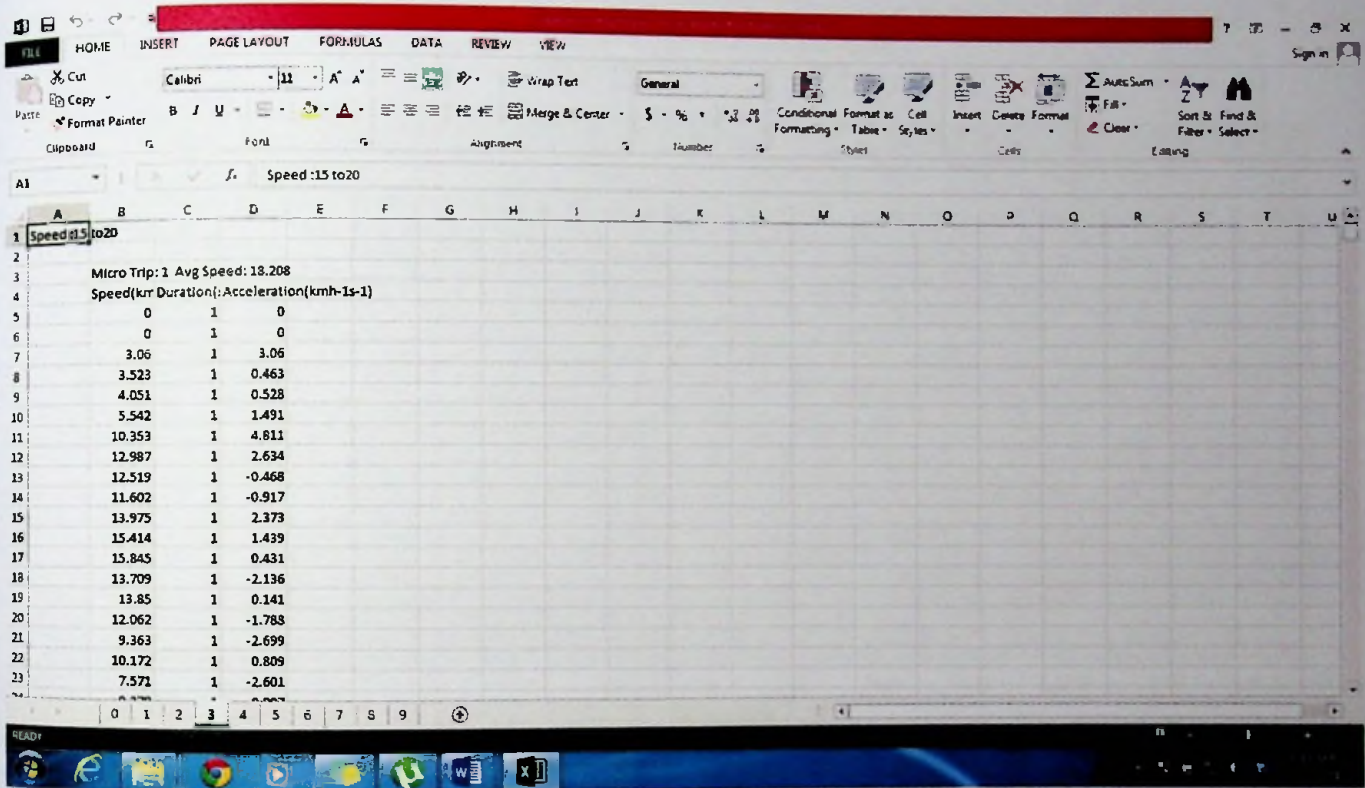 ? – x
FILE HOME INSERT PAGE LAYOUT FORMULAS DATA REVIEW VIEW Sign in
Cut Calibri 11 A A Wrap Text General AutoSum
Copy Fill
Paste Format Painter B I U A Merge & Center $ % Conditional Format as Cell Insert Delete Format Clear Sort & Find &
Formatting Table Styles Filter Select
Clipboard Font Alignment Number Styles Cells Editing
A1 Speed :15 to20
A B C D E F G H I J K L M N O P Q R S T U
1 Speed :15 to20
2
3 Micro Trip: 1 Avg Speed: 18.208
4 Speed(km Duration(:Acceleration(kmh-1s-1)
5 0 1 0
6 0 1 0
7 3.06 1 3.06
8 3.523 1 0.463
9 4.051 1 0.528
10 5.542 1 1.491
11 10.353 1 4.811
12 12.987 1 2.634
13 12.519 1 -0.468
14 11.602 1 -0.917
15 13.975 1 2.373
16 15.414 1 1.439
17 15.845 1 0.431
18 13.709 1 -2.136
19 13.85 1 0.141
20 12.062 1 -1.788
21 9.363 1 -2.699
22 10.172 1 0.809
23 7.571 1 -2.601
0 1 2 3 4 5 6 7 8 9
READY